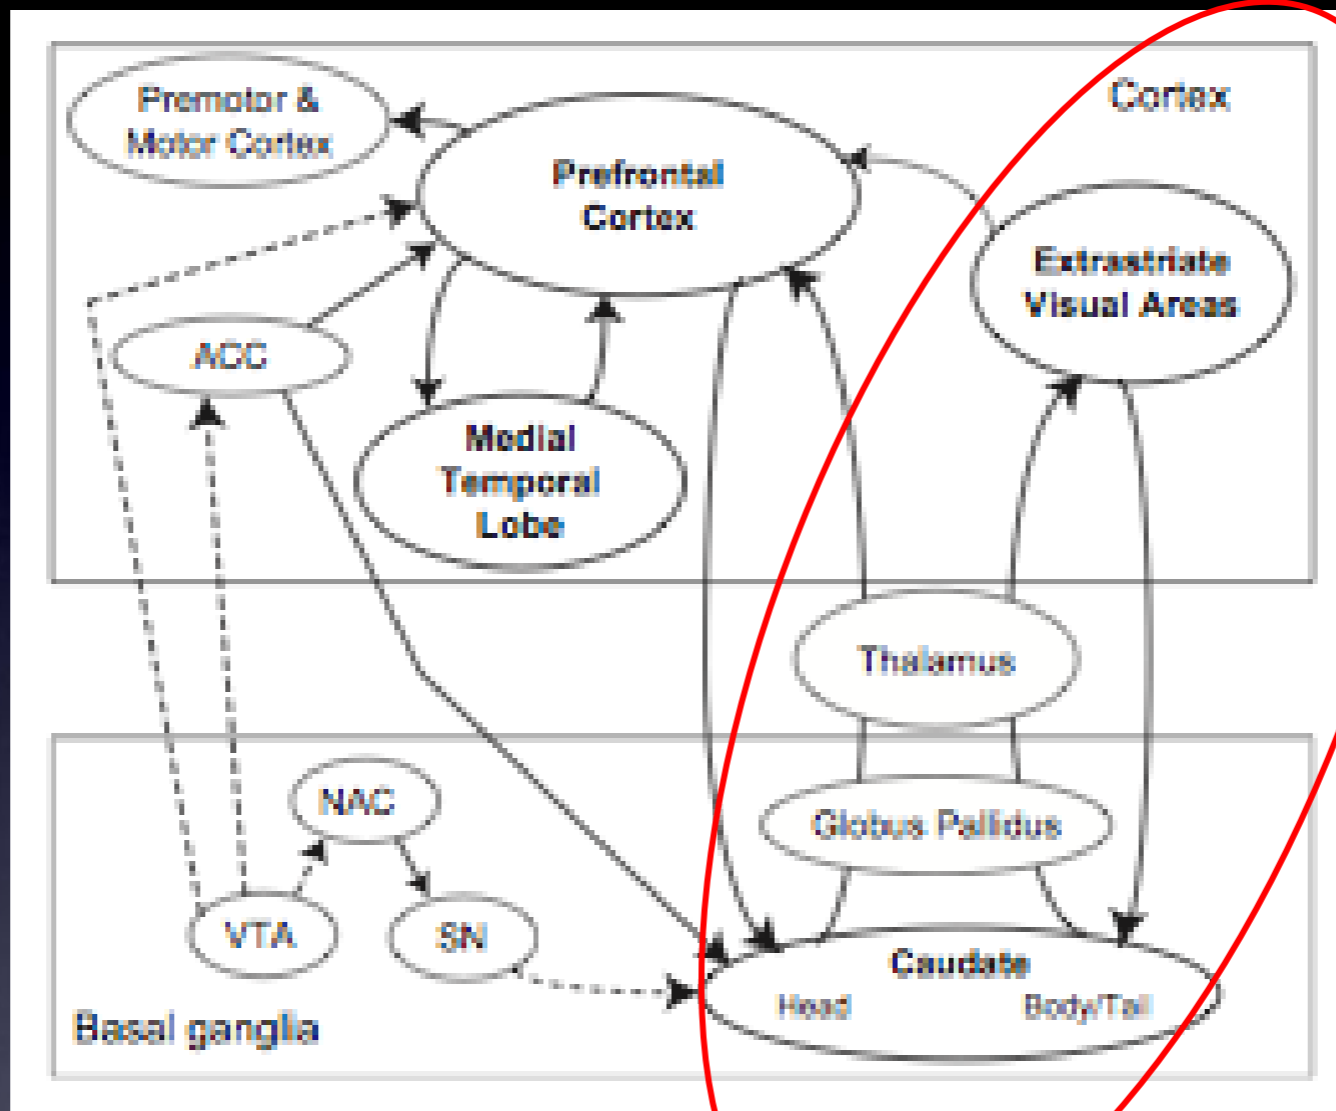 Premotor &
Motor Cortex
Cortex
Prefrontal
Cortex
Extrastriate
Visual Areas
ACC
Medial
Temporal
Lobe
Thalamus
NAC
Globus Pallidus
VTA
SN
Caudate
Head
Body/Tail
Basal ganglia